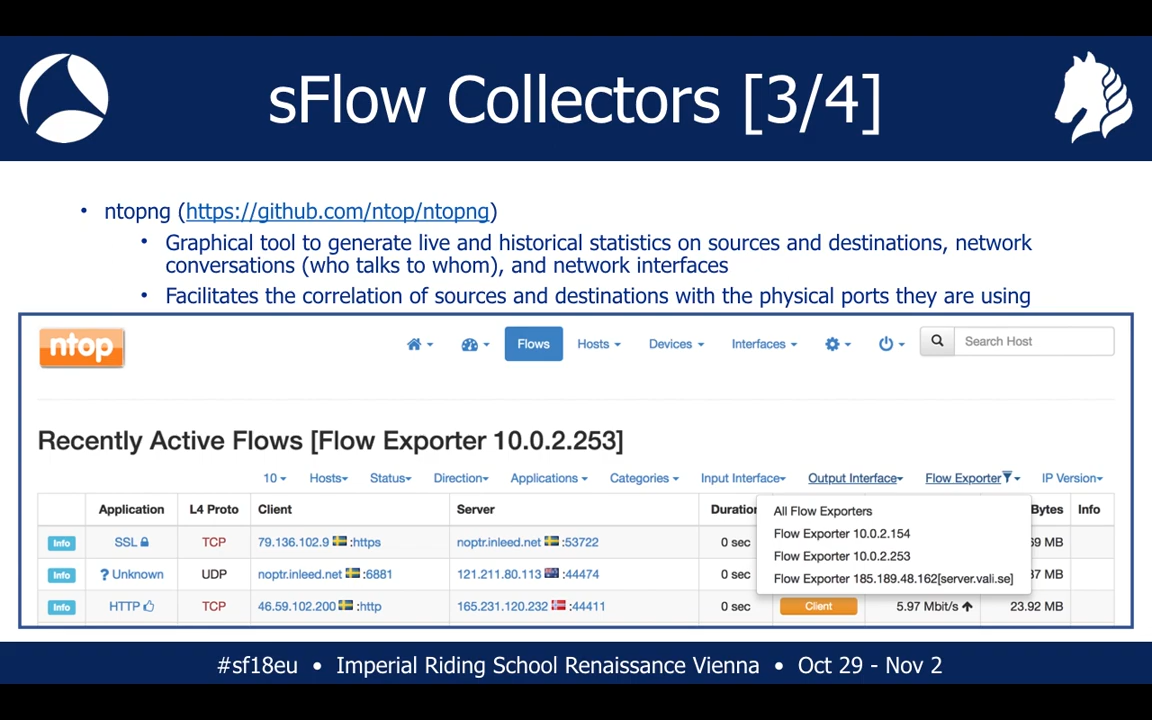 sFlow Collectors [3/4]
• ntopng (https://github.com/ntop/ntopng)
• Graphical tool to generate live and historical statistics on sources and destinations, network
conversations (who talks to whom), and network interfaces
• Facilitates the correlation of sources and destinations with the physical ports they are using
ntop
Flows Hosts Devices Interfaces Search Host
Recently Active Flows [Flow Exporter 10.0.2.253]
10 Hosts Status Direction Applications Categories Input Interface Output Interface Flow Exporter IP Version
Application L4 Proto Client Server Duration Bytes Info
All Flow Exporters
Flow Exporter 10.0.2.154
Flow Exporter 10.0.2.253
Flow Exporter 185.189.48.162[server.vali.se]
Info SSL TCP 79.136.102.9 :https noptr.inleed.net :53722 0 sec MB
Info ? Unknown UDP noptr.inleed.net :6881 121.211.80.113 :44474 0 sec MB
Info HTTP TCP 46.59.102.200 :http 165.231.120.232 :44411 0 sec Client 5.97 Mbit/s 23.92 MB
#sf18eu • Imperial Riding School Renaissance Vienna • Oct 29 - Nov 2